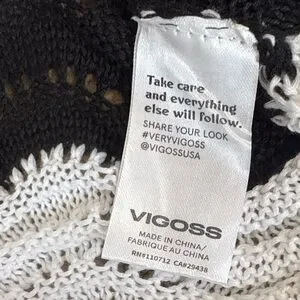 Take care
and everything
else will follow.
SHARE YOUR LOOK
#VERYVIGOSS
@VIGOSSUSA
VIGOSS
MADE IN CHINA/
FABRIQUE AU CHINA
RN#110712 CA#29438